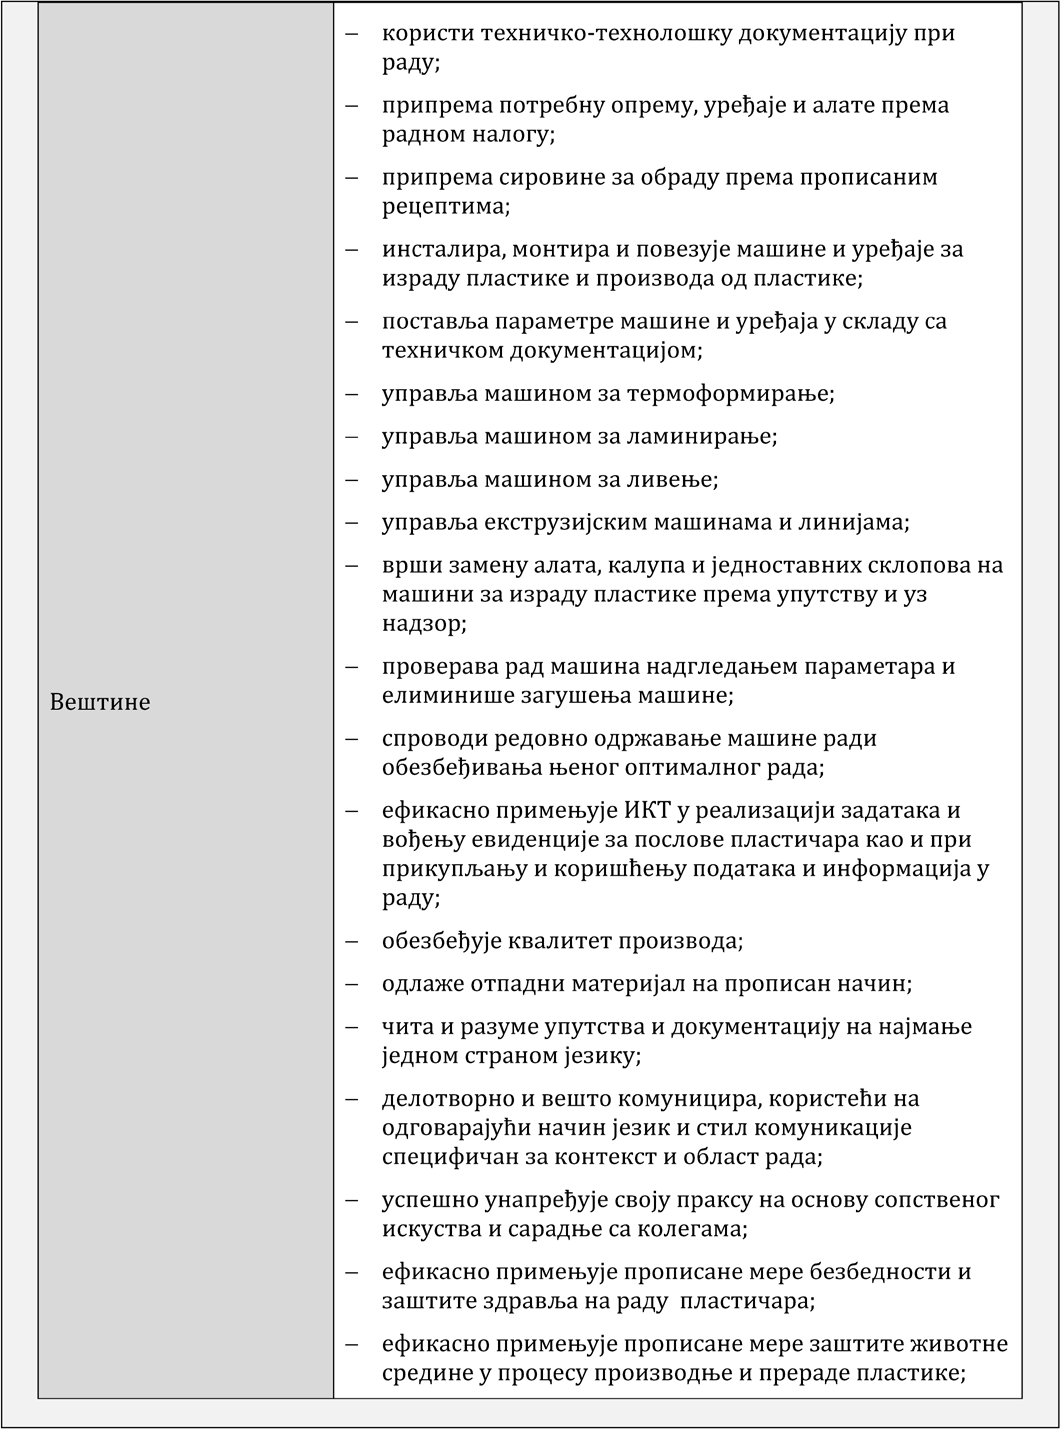 Вештине
– користи техничко-технолошку документацију при
раду;
– припрема потребну опрему, уређаје и алате према
радном налогу;
– припрема сировине за обраду према прописаним
рецептима;
– инсталира, монтира и повезује машине и уређаје за
израду пластике и производа од пластике;
– поставља параметре машине и уређаја у складу са
техничком документацијом;
– управља машином за термоформирање;
– управља машином за ламинирање;
– управља машином за ливење;
– управља екструзијским машинама и линијама;
– врши замену алата, калупа и једноставних склопова на
машини за израду пластике према упутству и уз
надзор;
– проверава рад машина надгледањем параметара и
елиминише загушења машине;
– спроводи редовно одржавање машине ради
обезбеђивања њеног оптималног рада;
– ефикасно примењује ИКТ у реализацији задатака и
вођењу евиденције за послове пластичара као и при
прикупљању и коришћењу података и информација у
раду;
– обезбеђује квалитет производа;
– одлаже отпадни материјал на прописан начин;
– чита и разуме упутства и документацију на најмање
једном страном језику;
– делотворно и вешто комуницира, користећи на
одговарајући начин језик и стил комуникације
специфичан за контекст и област рада;
– успешно унапређује своју праксу на основу сопственог
искуства и сарадње са колегама;
– ефикасно примењује прописане мере безбедности и
заштите здравља на раду  пластичара;
– ефикасно примењује прописане мере заштите животне
средине у процесу производње и прераде пластике;